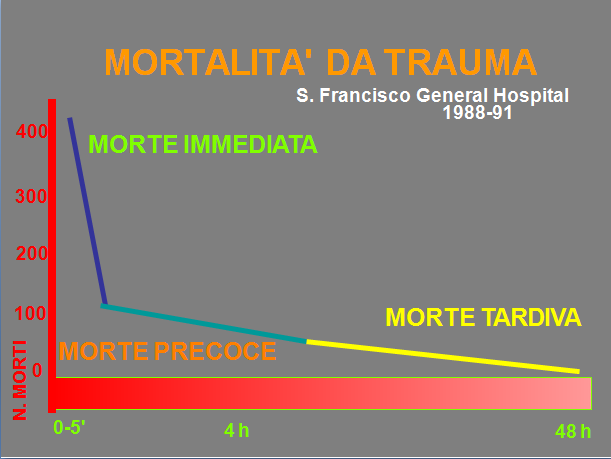 MORTALITA' DA TRAUMA
S. Francisco General Hospital
1988-91
400
MORTE IMMEDIATA
300
200
100
MORTE TARDIVA
MORTE PRECOCE
0
N. MORTI
0-5'
4 h
48 h